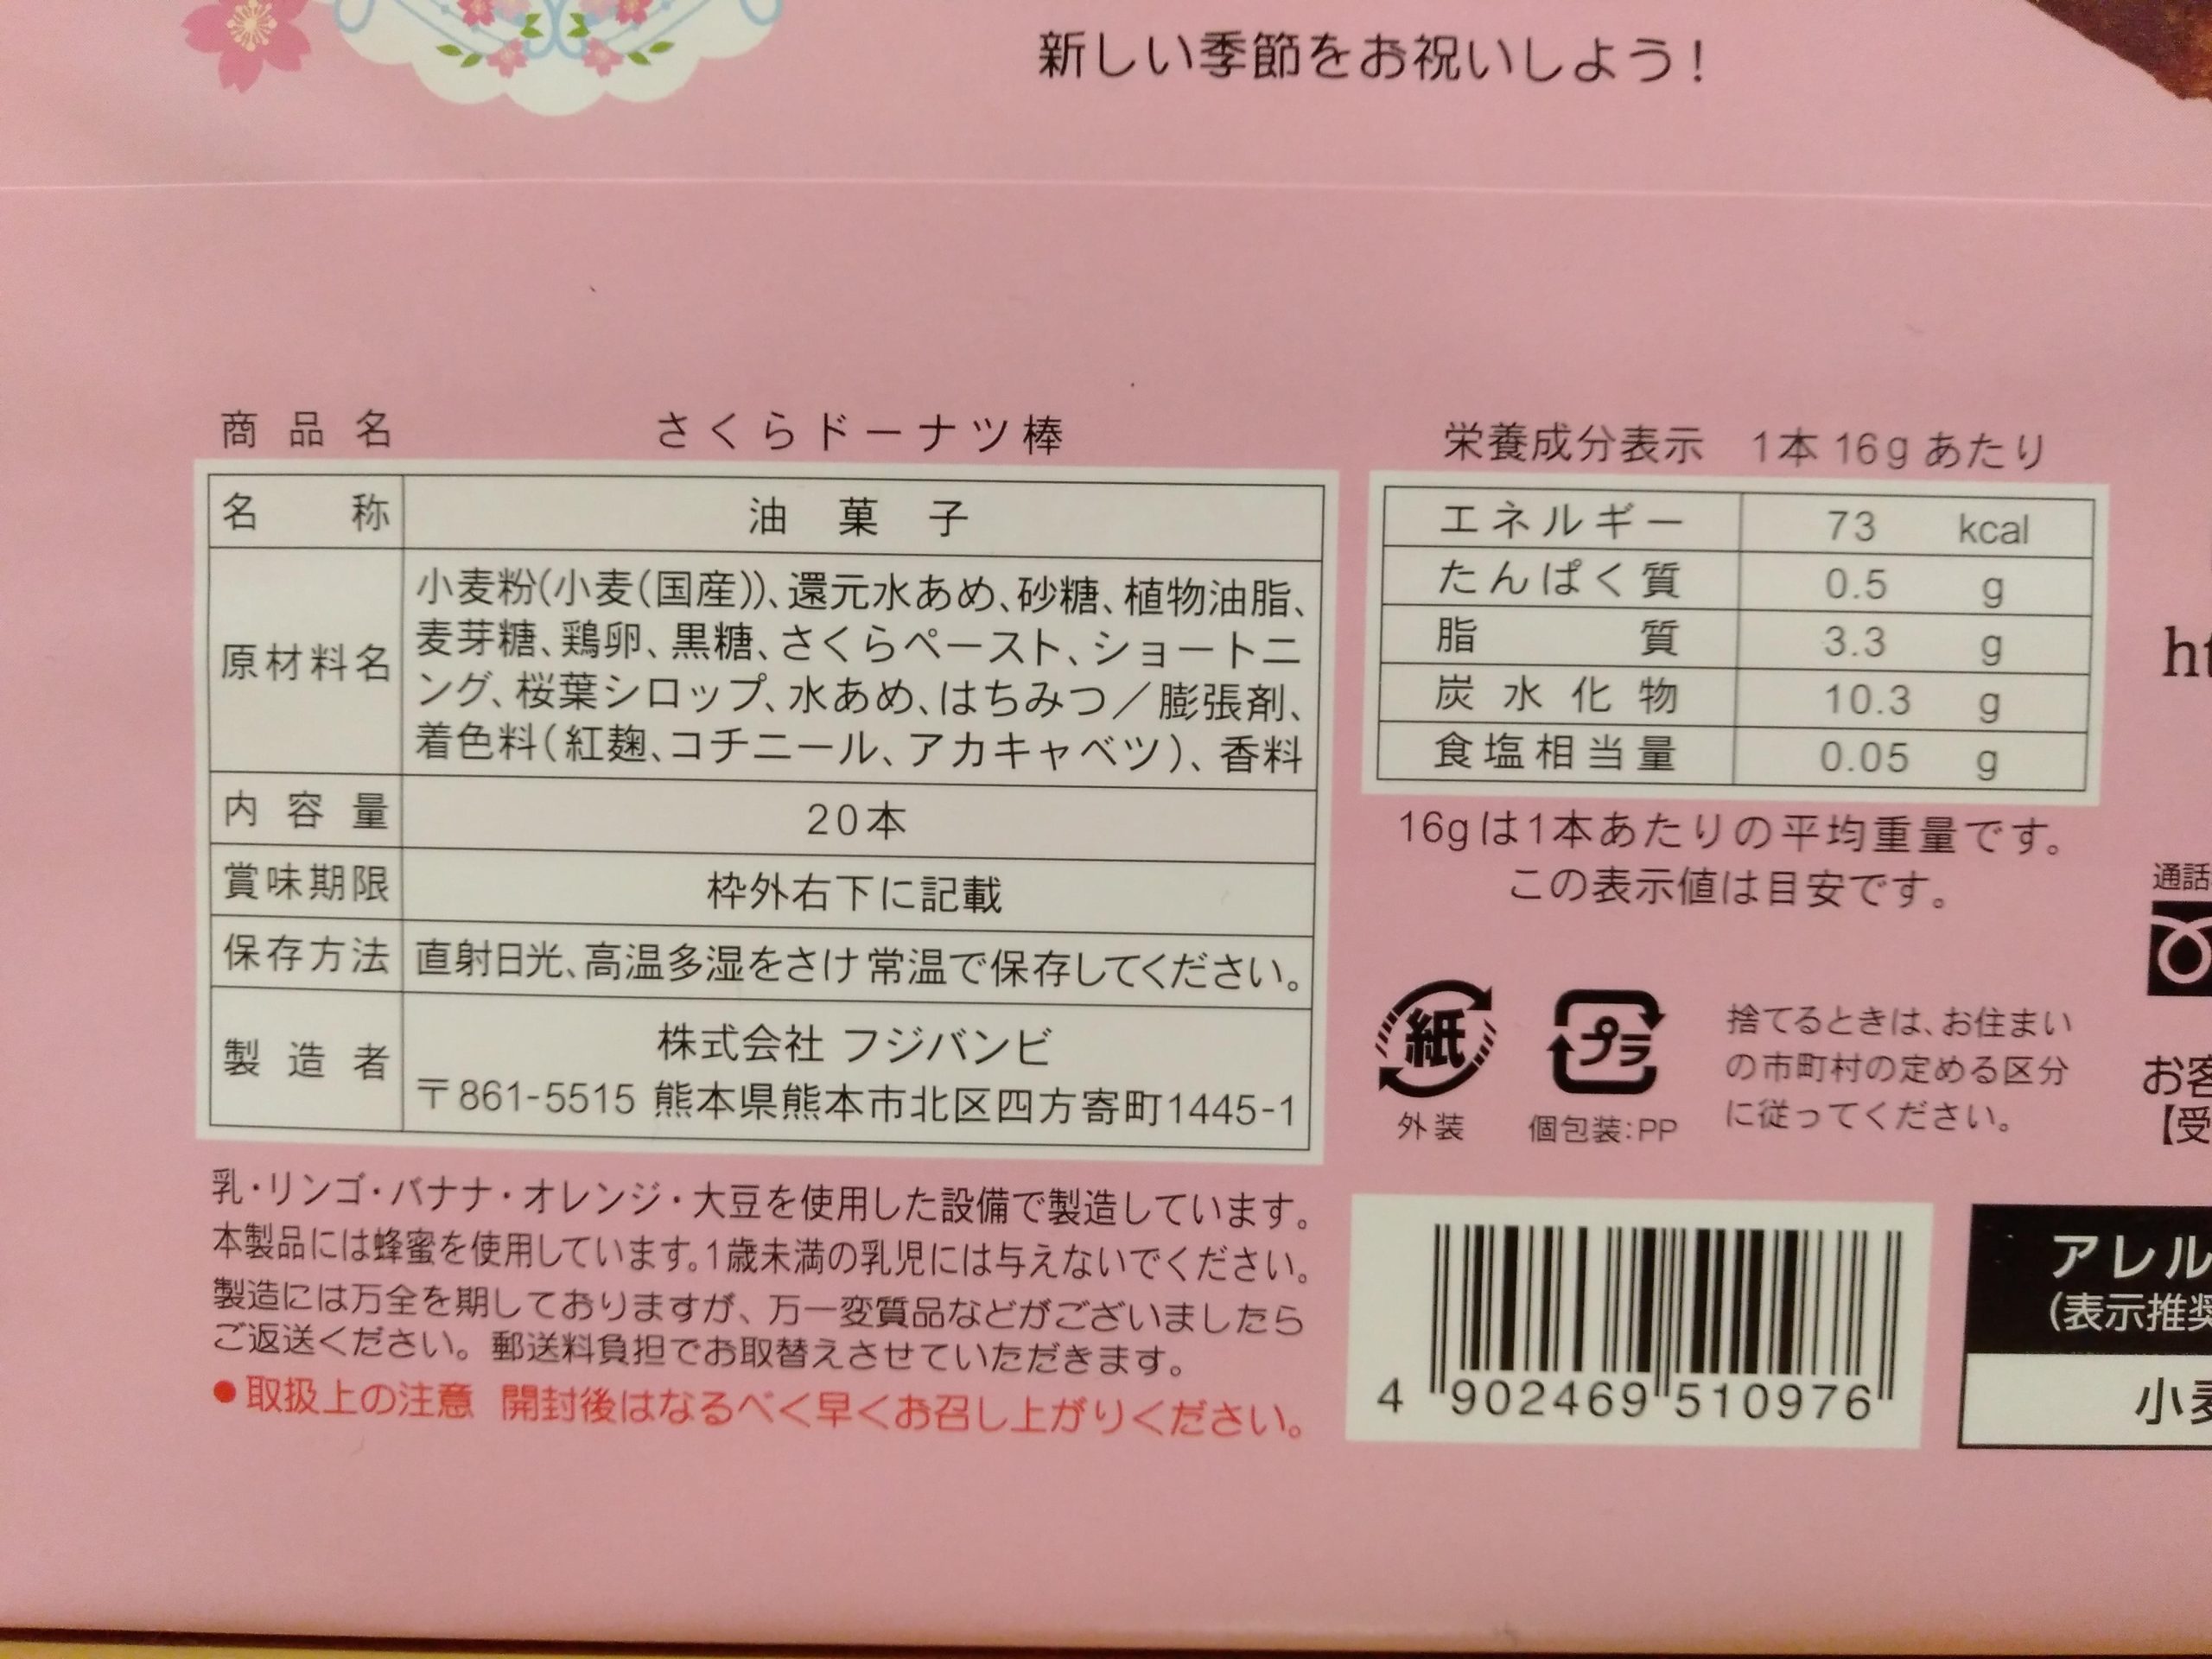 新しい季節をお祝いしよう!
商品名 さくらドーナツ棒
名称 油菓子
原材料名 小麦粉(小麦(国産))、還元水あめ、砂糖、植物油脂、
麦芽糖、鶏卵、黒糖、さくらペースト、ショートニ
ング、桜葉シロップ、水あめ、はちみつ/膨張剤、
着色料(紅麹、コチニール、アカキャベツ)、香料
内容量 20本
賞味期限 枠外右下に記載
保存方法 直射日光、高温多湿をさけ常温で保存してください。
製造者 株式会社 フジバンビ
〒861-5515 熊本県熊本市北区四方寄町1445-1
乳・リンゴ・バナナ・オレンジ・大豆を使用した設備で製造しています。
本製品には蜂蜜を使用しています。1歳未満の乳児には与えないでください。
製造には万全を期しておりますが、万一変質品などがございましたら
ご返送ください。郵送料負担でお取替えさせていただきます。
●取扱上の注意 開封後はなるべく早くお召し上がりください。
栄養成分表示 1本16gあたり
エネルギー 73 kcal
たんぱく質 0.5 g
脂質 3.3 g
炭水化物 10.3 g
食塩相当量 0.05 g
16gは1本あたりの平均重量です。
この表示値は目安です。
紙
外装
プラ
個包装:PP
捨てるときは、お住まい
の市町村の定める区分
に従ってください。
4 902469 510976
ht
通話
お客
【受
アレル
(表示推奨
小麦